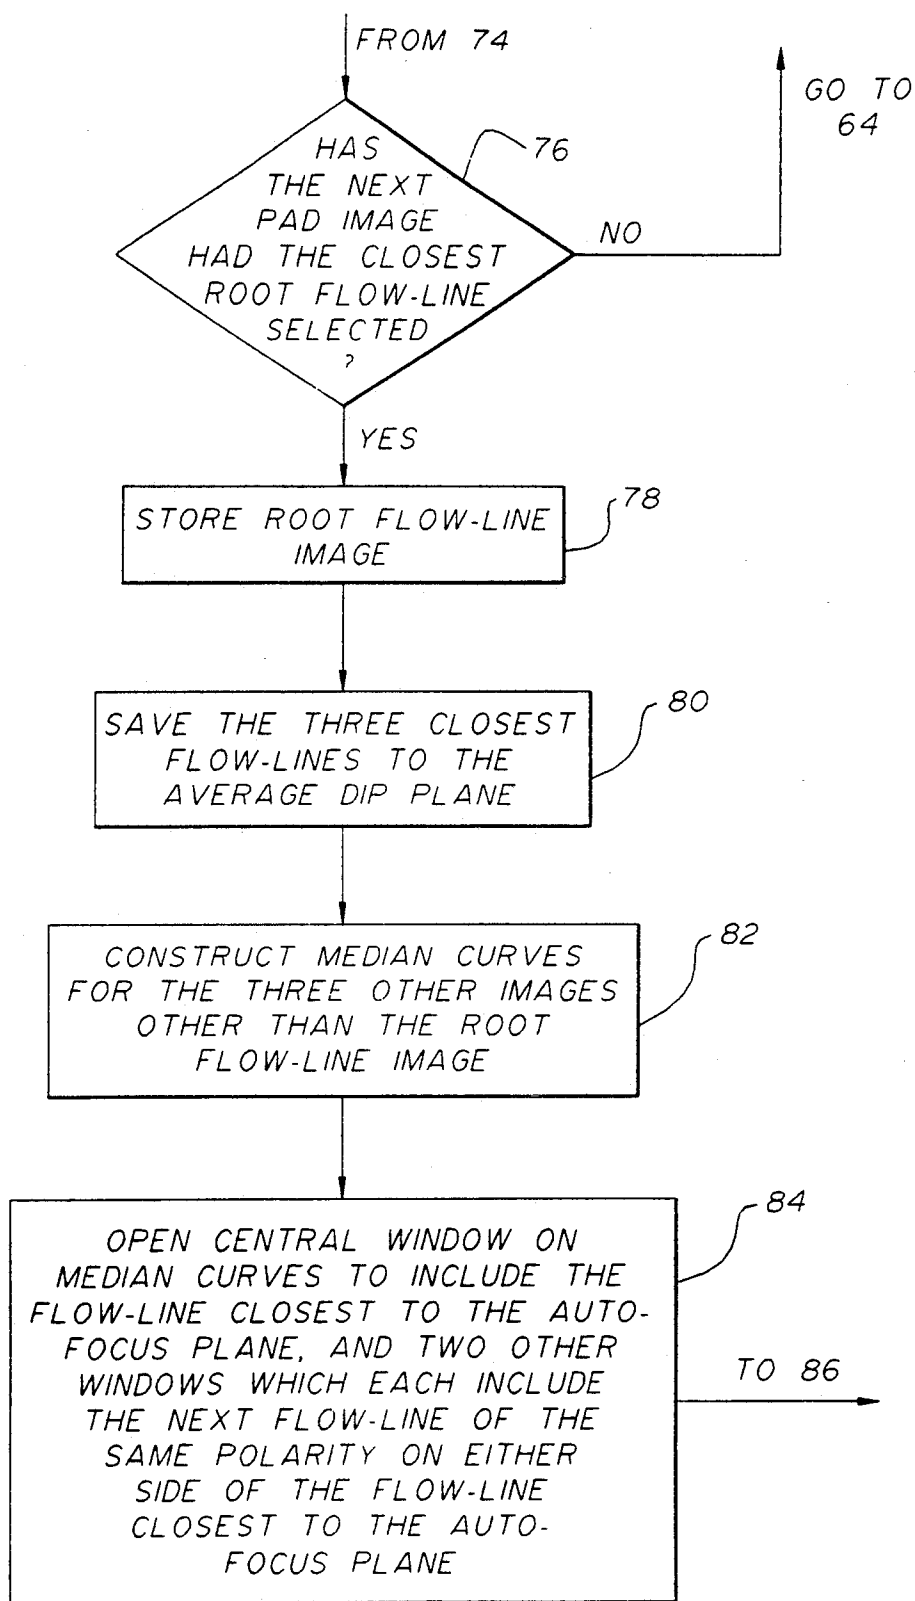 FROM 74
GO TO
64
76
HAS
THE NEXT
PAD IMAGE
HAD THE CLOSEST
ROOT FLOW-LINE
SELECTED
?
NO
YES
78
STORE ROOT FLOW-LINE
IMAGE
80
SAVE THE THREE CLOSEST
FLOW-LINES TO THE
AVERAGE DIP PLANE
82
CONSTRUCT MEDIAN CURVES
FOR THE THREE OTHER IMAGES
OTHER THAN THE ROOT
FLOW-LINE IMAGE
84
OPEN CENTRAL WINDOW ON
MEDIAN CURVES TO INCLUDE THE
FLOW-LINE CLOSEST TO THE AUTO-
FOCUS PLANE, AND TWO OTHER
WINDOWS WHICH EACH INCLUDE
THE NEXT FLOW-LINE OF THE
SAME POLARITY ON EITHER
SIDE OF THE FLOW-LINE
CLOSEST TO THE AUTO-
FOCUS PLANE
TO 86